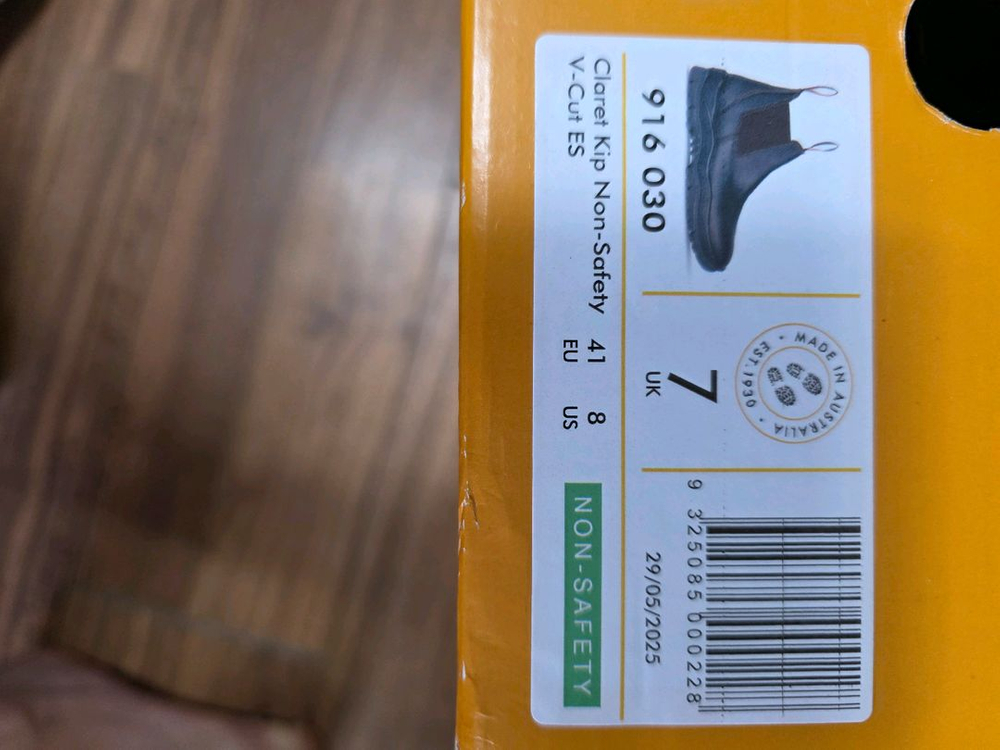 916 030
7
UK
MADE IN AUSTRALIA
• EST. 1930 •
9 325085 000228
29/05/2025
Claret Kip Non-Safety
V-Cut ES
41
EU
8
US
NON-SAFETY